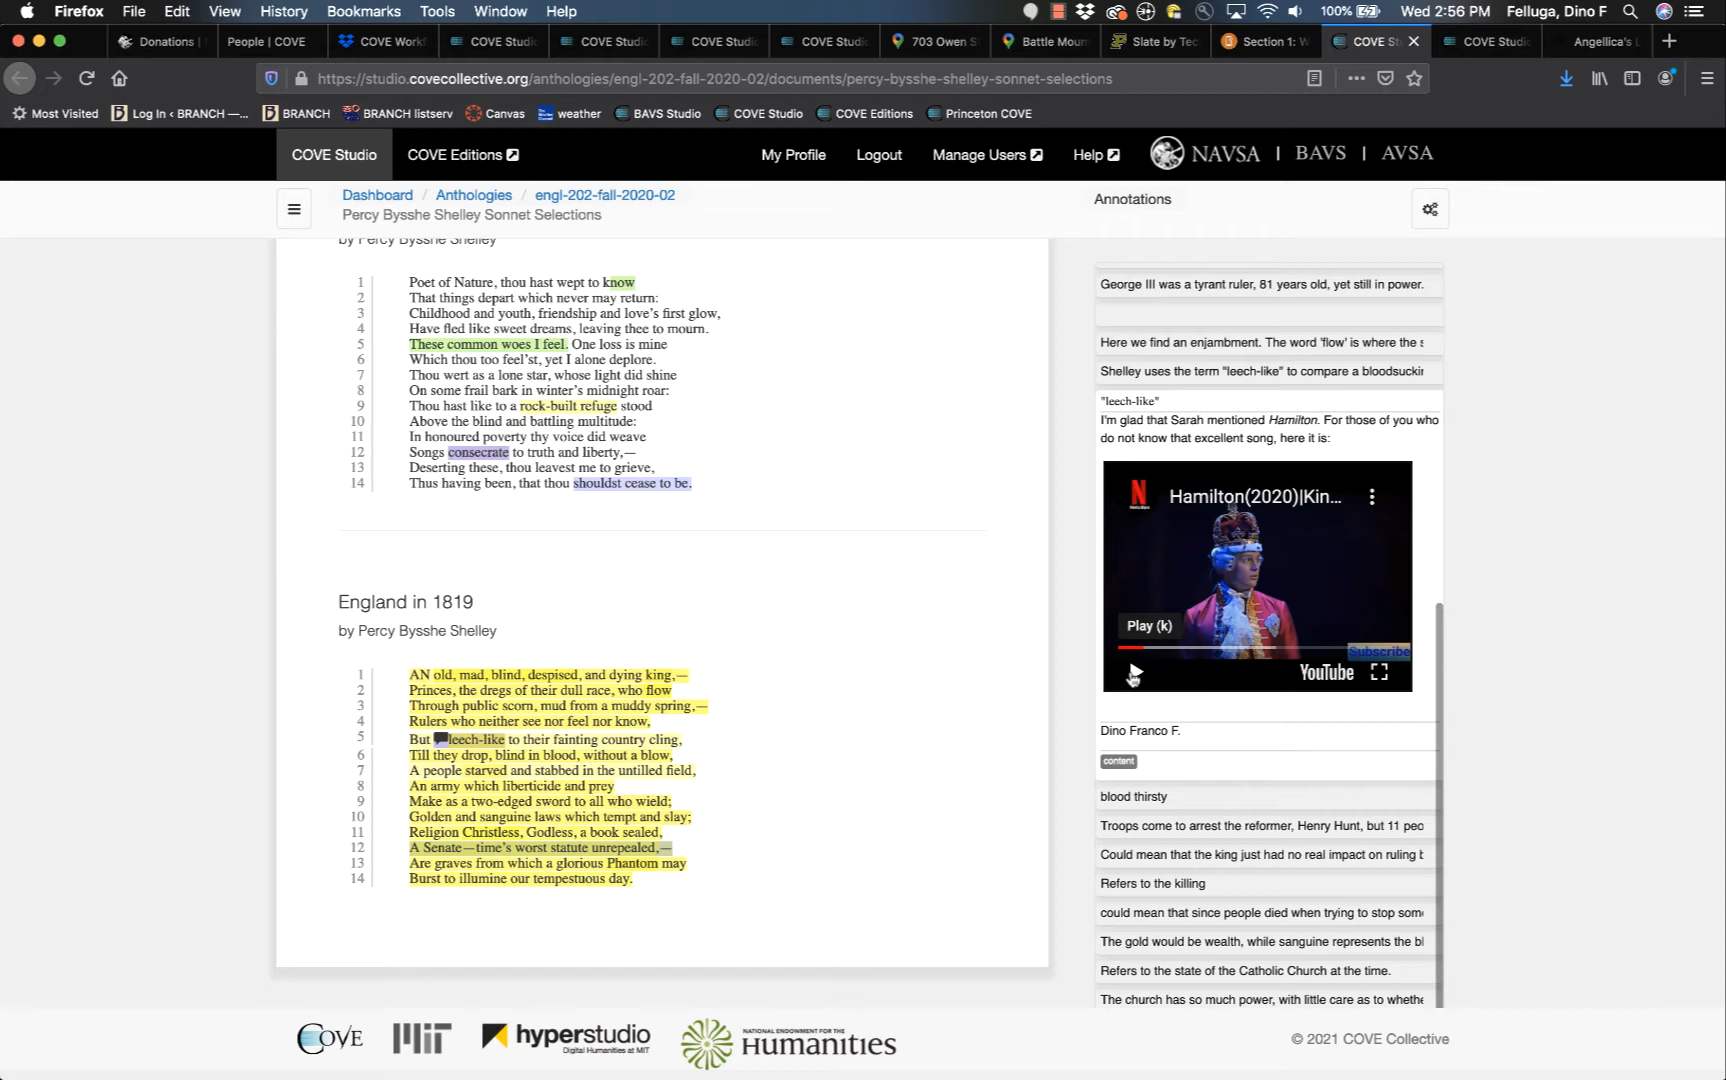 Firefox File Edit View History Bookmarks Tools Window Help 100% Wed 2:56 PM Felluga, Dino F
Donations | People | COVE COVE Workf COVE Studi COVE Studi COVE Studi COVE Studi 703 Owen S Battle Moun Slate by Tec Section 1: W COVE St COVE Studi Angellica's L
https://studio.covecollective.org/anthologies/engl-202-fall-2020-02/documents/percy-bysshe-shelley-sonnet-selections
Most Visited Log In ‹ BRANCH —... BRANCH BRANCH listserv Canvas weather BAVS Studio COVE Studio COVE Editions Princeton COVE
COVE Studio COVE Editions My Profile Logout Manage Users Help NAVSA | BAVS | AVSA
Dashboard / Anthologies / engl-202-fall-2020-02
Percy Bysshe Shelley Sonnet Selections
Annotations
by Percy Bysshe Shelley
1 Poet of Nature, thou hast wept to know
2 That things depart which never may return:
3 Childhood and youth, friendship and love's first glow,
4 Have fled like sweet dreams, leaving thee to mourn.
5 These common woes I feel. One loss is mine
6 Which thou too feel'st, yet I alone deplore.
7 Thou wert as a lone star, whose light did shine
8 On some frail bark in winter's midnight roar:
9 Thou hast like to a rock-built refuge stood
10 Above the blind and battling multitude:
11 In honoured poverty thy voice did weave
12 Songs consecrate to truth and liberty,—
13 Deserting these, thou leavest me to grieve,
14 Thus having been, that thou shouldst cease to be.
England in 1819
by Percy Bysshe Shelley
1 AN old, mad, blind, despised, and dying king,—
2 Princes, the dregs of their dull race, who flow
3 Through public scorn, mud from a muddy spring,—
4 Rulers who neither see nor feel nor know,
5 But leech-like to their fainting country cling,
6 Till they drop, blind in blood, without a blow,
7 A people starved and stabbed in the untilled field,
8 An army which liberticide and prey
9 Make as a two-edged sword to all who wield;
10 Golden and sanguine laws which tempt and slay;
11 Religion Christless, Godless, a book sealed,
12 A Senate—time's worst statute unrepealed,—
13 Are graves from which a glorious Phantom may
14 Burst to illumine our tempestuous day.
George III was a tyrant ruler, 81 years old, yet still in power.
Here we find an enjambment. The word 'flow' is where the s
Shelley uses the term "leech-like" to compare a bloodsuckin
"leech-like"
I'm glad that Sarah mentioned Hamilton. For those of you who
do not know that excellent song, here it is:
Hamilton(2020)|Kin...
Play (k)
Subscribe
YouTube
Dino Franco F.
content
blood thirsty
Troops come to arrest the reformer, Henry Hunt, but 11 peo
Could mean that the king just had no real impact on ruling b
Refers to the killing
could mean that since people died when trying to stop some
The gold would be wealth, while sanguine represents the bl
Refers to the state of the Catholic Church at the time.
The church has so much power, with little care as to whethe
COVE MIT hyperstudio
Digital Humanities at MIT
NATIONAL ENDOWMENT FOR THE
Humanities
© 2021 COVE Collective